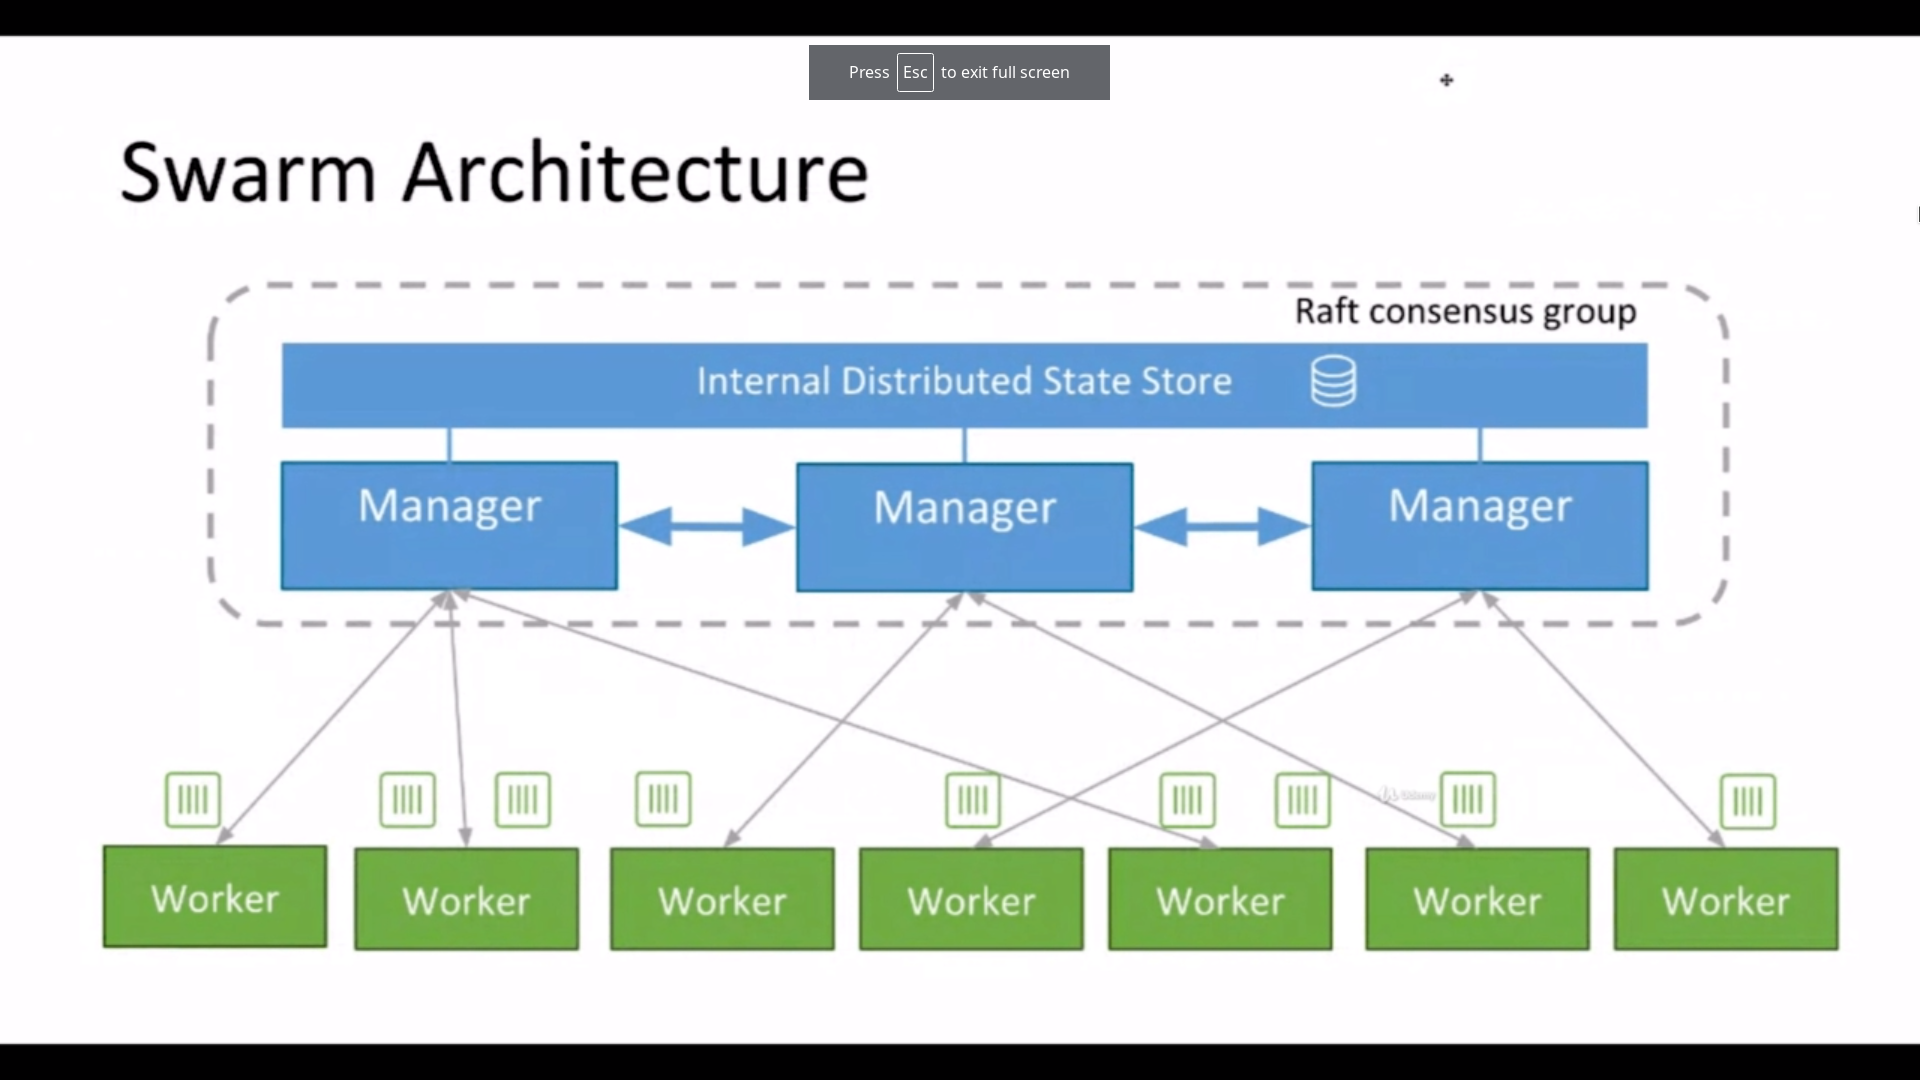 Press Esc to exit full screen
Swarm Architecture
Raft consensus group
Internal Distributed State Store
Manager Manager Manager
Udemy
Worker Worker Worker Worker Worker Worker Worker